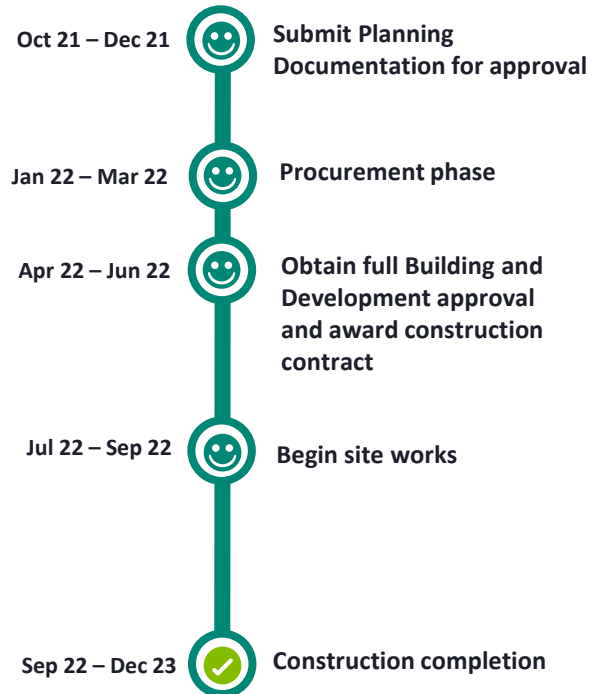 Oct 21 – Dec 21
Submit Planning
Documentation for approval
Jan 22 – Mar 22
Procurement phase
Apr 22 – Jun 22
Obtain full Building and
Development approval
and award construction
contract
Jul 22 – Sep 22
Begin site works
Sep 22 – Dec 23
Construction completion